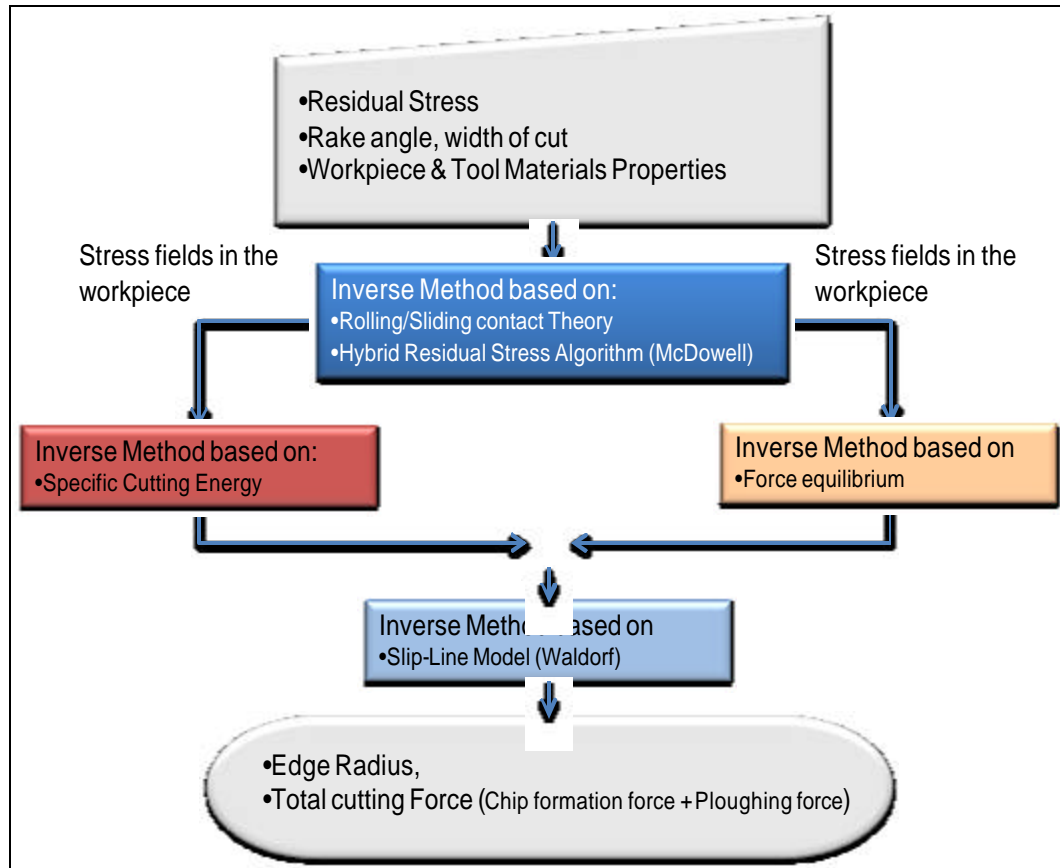 •Residual Stress
•Rake angle, width of cut
•Workpiece & Tool Materials Properties
Stress fields in the
workpiece
Stress fields in the
workpiece
Inverse Method based on:
•Rolling/Sliding contact Theory
•Hybrid Residual Stress Algorithm (McDowell)
Inverse Method based on:
•Specific Cutting Energy
Inverse Method based on
•Force equilibrium
Inverse Method based on
•Slip-Line Model (Waldorf)
•Edge Radius,
•Total cutting Force (Chip formation force + Ploughing force)